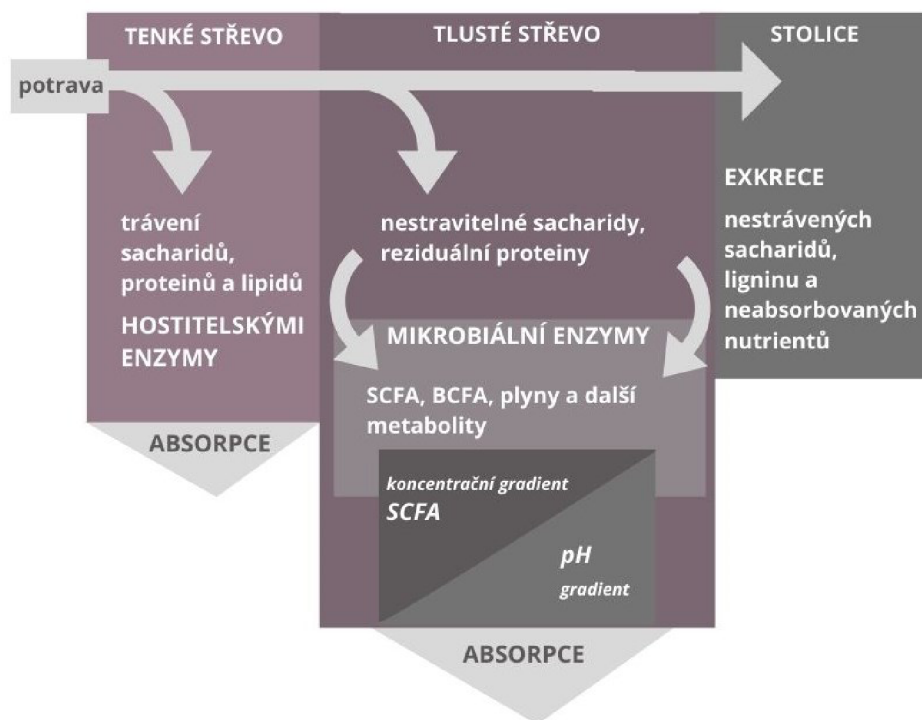 TENKÉ STŘEVO
TLUSTÉ STŘEVO
STOLICE
potrava
trávení
sacharidů,
proteinů a lipidů
HOSTITELSKÝMI
ENZYMY
ABSORPCE
nestravitelné sacharidy,
reziduální proteiny
MIKROBIÁLNÍ ENZYMY
SCFA, BCFA, plyny a další
metabolity
koncentrační gradient
SCFA
pH
gradient
ABSORPCE
EXKRECE
nestrávených
sacharidů,
ligninu a
neabsorbovaných
nutrientů